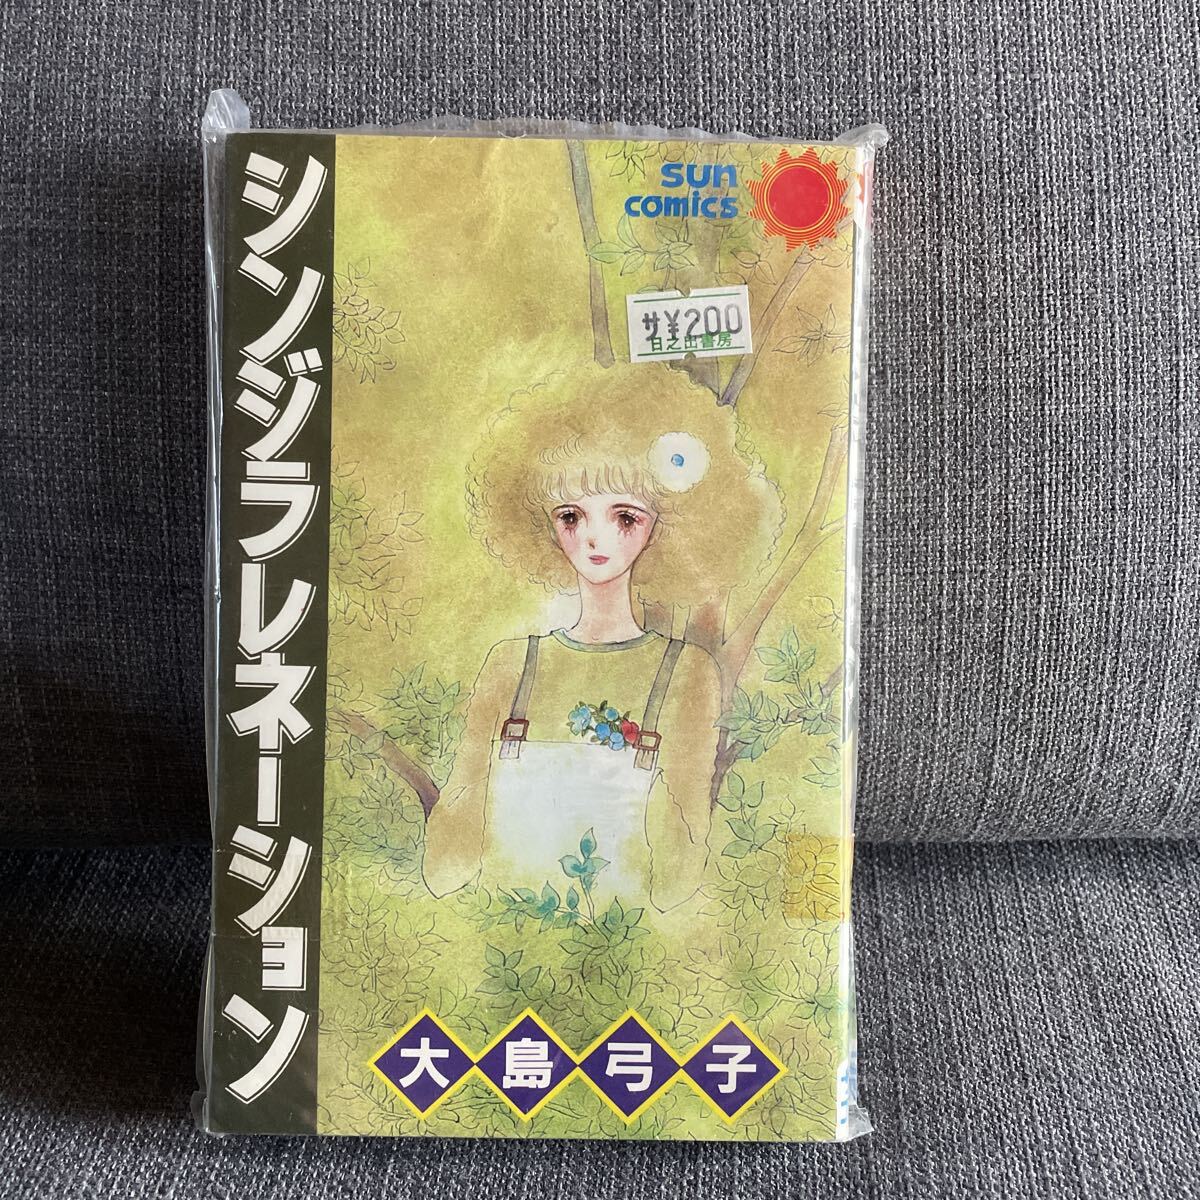 シンジラレネーション
sun
comics
サ¥200
日之出書房
大島弓子